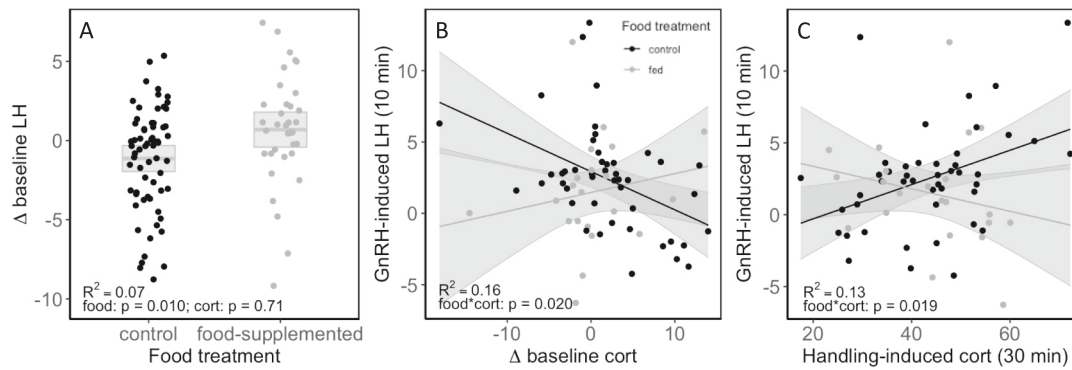 A
Δ baseline LH
5
0
-5
-10
R² = 0.07
food: p = 0.010; cort: p = 0.71
control
food-supplemented
Food treatment
B
GnRH-induced LH (10 min)
10
5
0
-5
Food treatment
control
fed
R² = 0.16
food*cort: p = 0.020
-10
0
10
Δ baseline cort
C
GnRH-induced LH (10 min)
10
5
0
-5
R² = 0.13
food*cort: p = 0.019
20
40
60
Handling-induced cort (30 min)